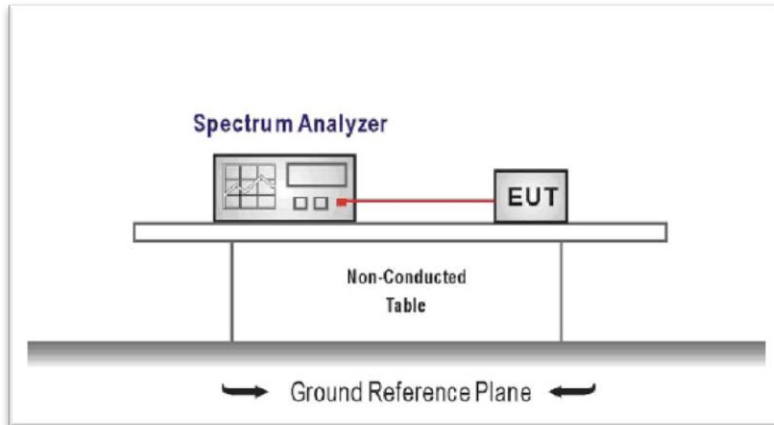 Spectrum Analyzer
EUT
Non-Conducted
Table
Ground Reference Plane